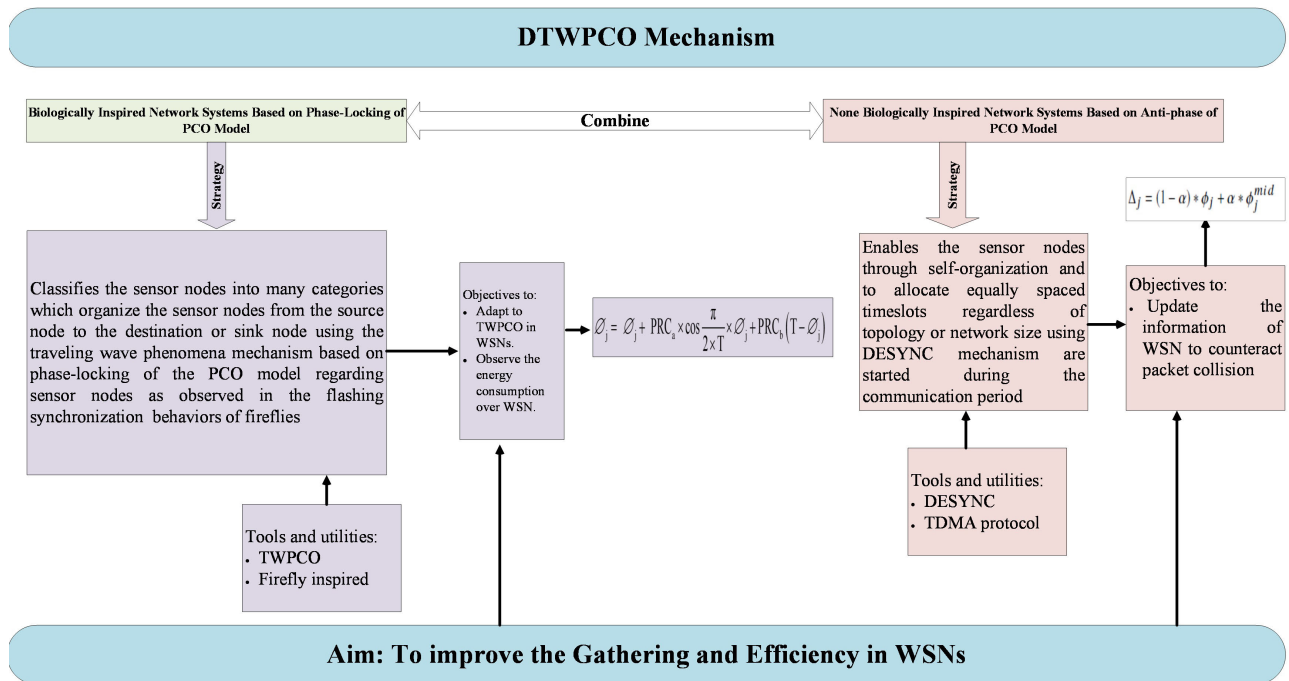 DTWPCO Mechanism
Biologically Inspired Network Systems Based on Phase-Locking of
PCO Model
Combine
None Biologically Inspired Network Systems Based on Anti-phase of
PCO Model
Strategy
Strategy
Classifies the sensor nodes into many categories
which organize the sensor nodes from the source
node to the destination or sink node using the
traveling wave phenomena mechanism based on
phase-locking of the PCO model regarding
sensor nodes as observed in the flashing
synchronization behaviors of fireflies
Objectives to:
• Adapt to
TWPCO in
WSNs.
• Observe the
energy
consumption
over WSN.
∅j = ∅j + PRCa × cos π/(2×T) × ∅j + PRCb (T − ∅j)
Enables the sensor nodes
through self-organization and
to allocate equally spaced
timeslots regardless of
topology or network size using
DESYNC mechanism are
started during the
communication period
Δj = (1 − α) * ϕj + α * ϕj^mid
Objectives to:
• Update the
information of
WSN to counteract
packet collision
Tools and utilities:
• TWPCO
• Firefly inspired
Tools and utilities:
• DESYNC
• TDMA protocol
Aim: To improve the Gathering and Efficiency in WSNs